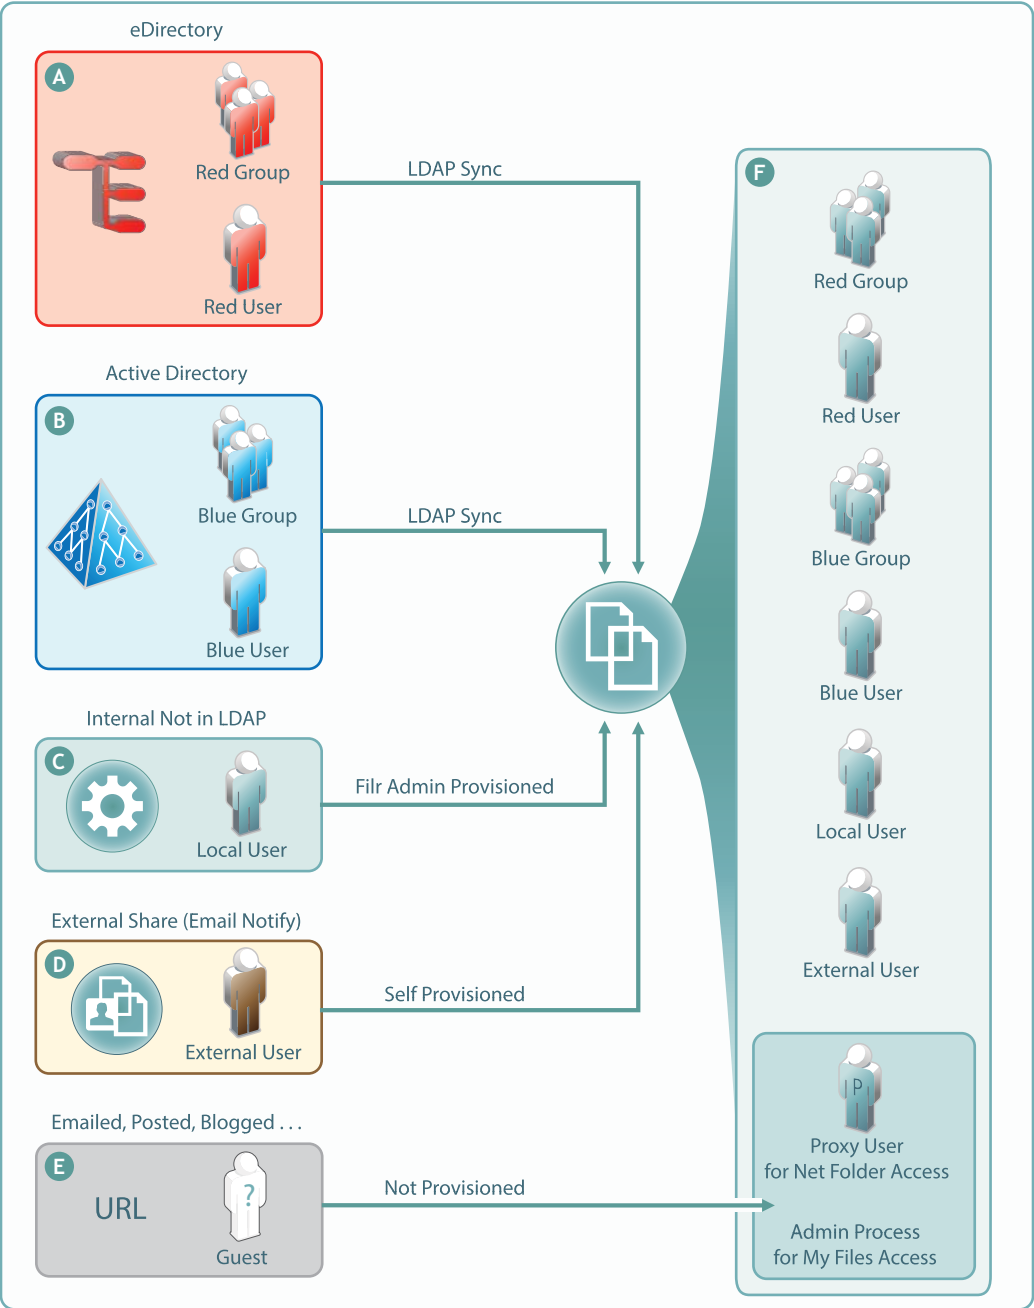 eDirectory
A
Red Group
Red User
LDAP Sync
Active Directory
B
Blue Group
Blue User
LDAP Sync
Internal Not in LDAP
C
Local User
Filr Admin Provisioned
External Share (Email Notify)
D
External User
Self Provisioned
Emailed, Posted, Blogged . . .
E
URL
?
Guest
Not Provisioned
F
Red Group
Red User
Blue Group
Blue User
Local User
External User
P
Proxy User
for Net Folder Access
Admin Process
for My Files Access